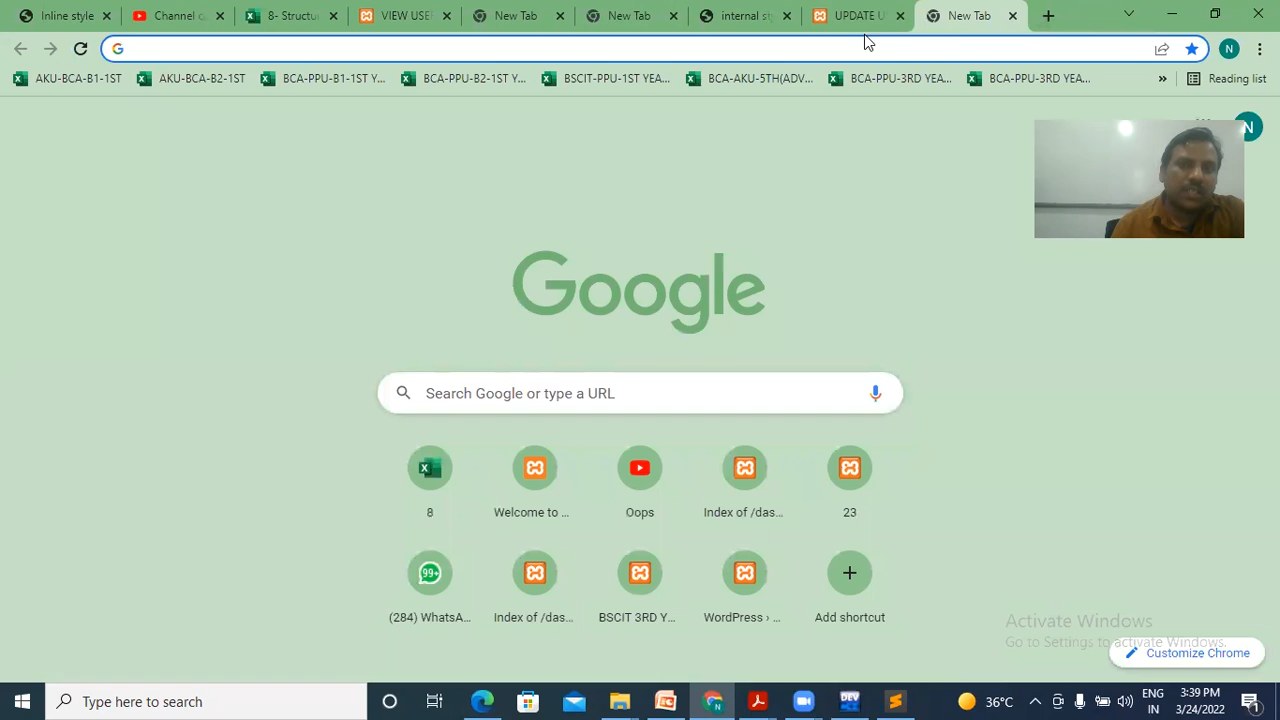 Inline style
Channel c
8- Structu
VIEW USE
New Tab
New Tab
internal st
UPDATE U
New Tab
N
AKU-BCA-B1-1ST
AKU-BCA-B2-1ST
BCA-PPU-B1-1ST Y...
BCA-PPU-B2-1ST Y...
BSCIT-PPU-1ST YEA...
BCA-AKU-5TH(ADV...
BCA-PPU-3RD YEA...
BCA-PPU-3RD YEA...
»
Reading list
N
Google
Search Google or type a URL
8
Welcome to ...
Oops
Index of /das...
23
99+
(284) WhatsA...
Index of /das...
BSCIT 3RD Y...
WordPress › ...
Add shortcut
Activate Windows
Go to Settings to activate Windows.
Customize Chrome
Type here to search
DEV
36°C
ENG
IN
3:39 PM
3/24/2022
1